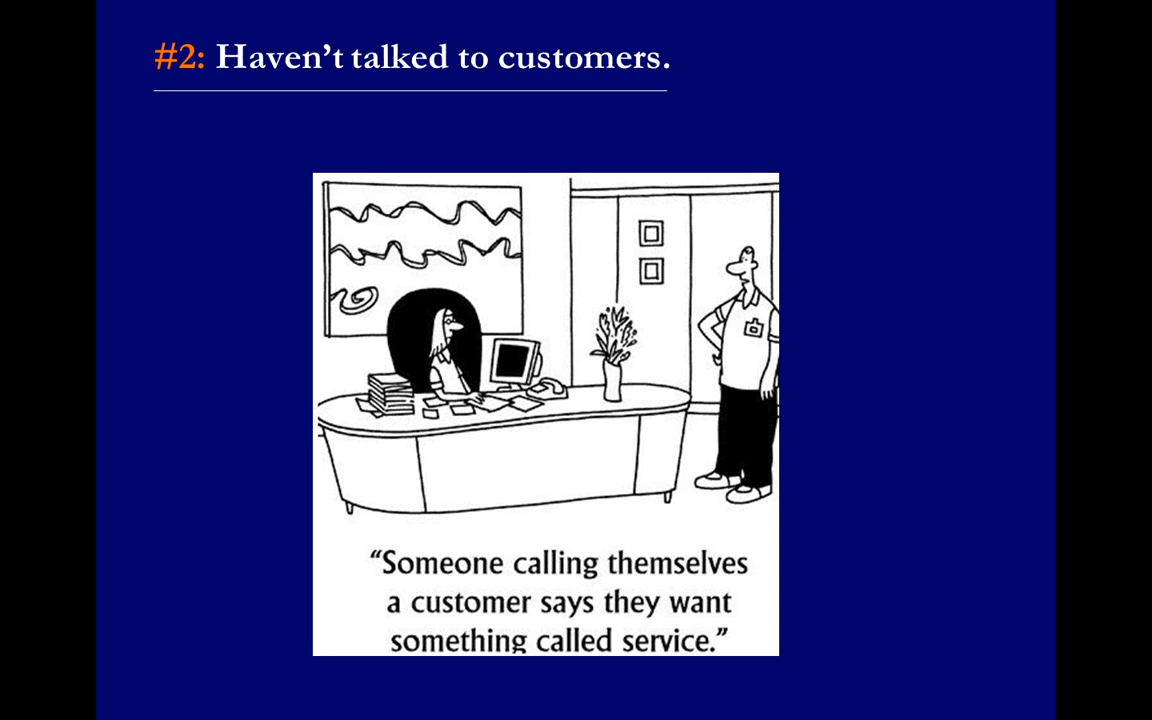 #2: Haven’t talked to customers.
“Someone calling themselves
a customer says they want
something called service.”